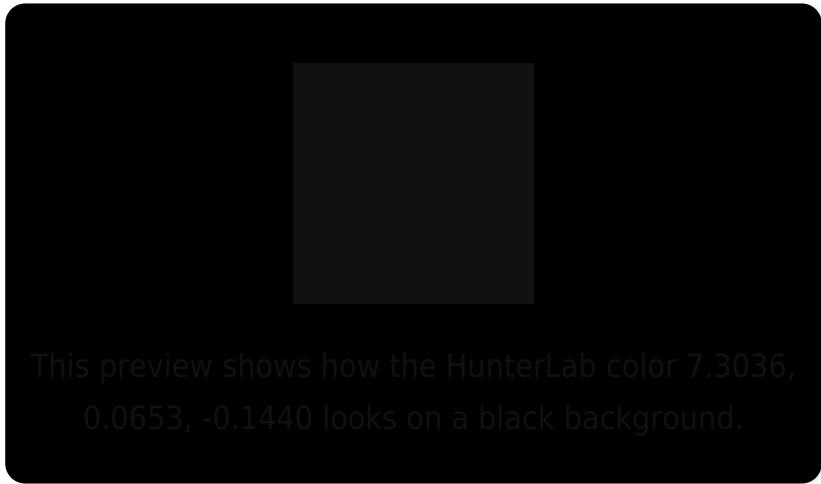 This preview shows how the HunterLab color 7.3036,
0.0653, -0.1440 looks on a black background.